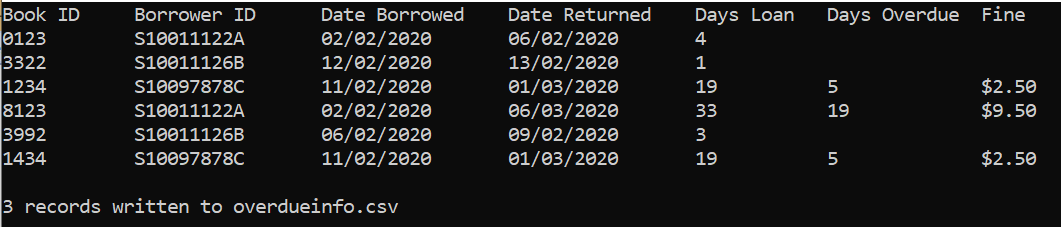 Book ID Borrower ID Date Borrowed Date Returned Days Loan Days Overdue Fine
0123 S10011122A 02/02/2020 06/02/2020 4
3322 S10011126B 12/02/2020 13/02/2020 1
1234 S10097878C 11/02/2020 01/03/2020 19 5 $2.50
8123 S10011122A 02/02/2020 06/03/2020 33 19 $9.50
3992 S10011126B 06/02/2020 09/02/2020 3
1434 S10097878C 11/02/2020 01/03/2020 19 5 $2.50
3 records written to overdueinfo.csv